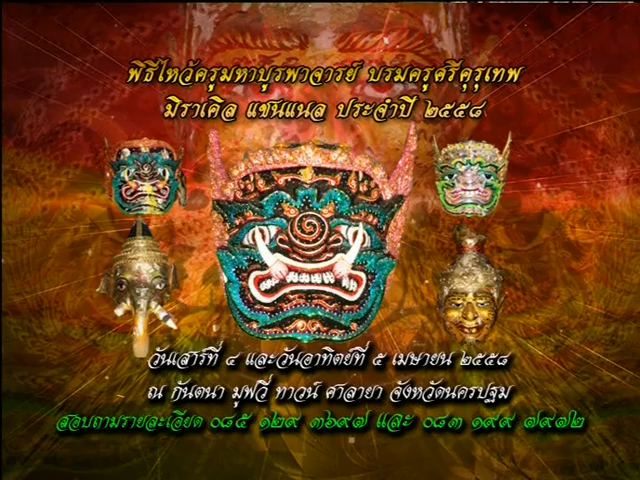 พิธีไหว้ครูมหาบูรพาจารย์ บรมครูศรีคุรุเทพ
มิราเคิล แชนแนล ประจำปี ๒๕๕๘
วันเสาร์ที่ ๔ และวันอาทิตย์ที่ ๕ เมษายน ๒๕๕๘
ณ กันตนา มูฟวี่ ทาวน์ ศาลายา จังหวัดนครปฐม
สอบถามรายละเอียด ๐๘๕ ๑๒๙ ๓๖๙๗ และ ๐๘๓ ๑๙๙ ๗๙๗๒